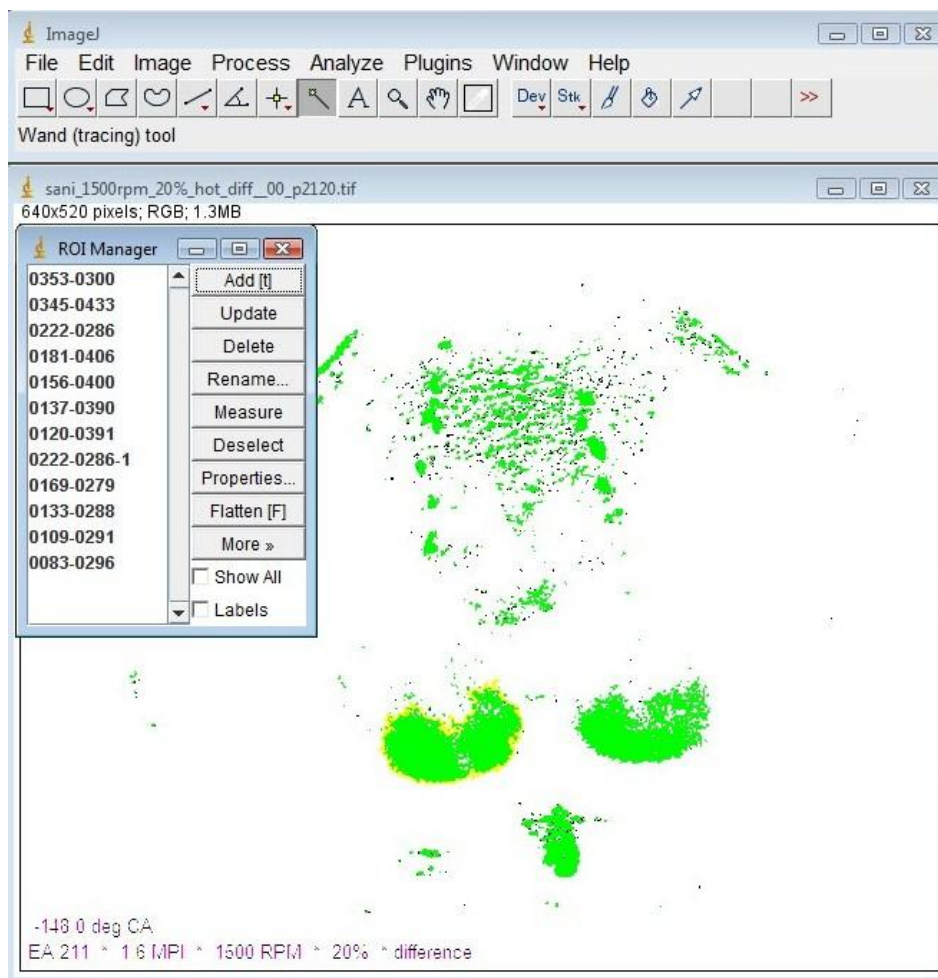 ImageJ
File Edit Image Process Analyze Plugins Window Help
A Dev Stk >>
Wand (tracing) tool
sani_1500rpm_20%_hot_diff__00_p2120.tif
640x520 pixels; RGB; 1.3MB
ROI Manager
0353-0300 Add [t]
0345-0433 Update
0222-0286 Delete
0181-0406 Rename...
0156-0400 Measure
0137-0390 Deselect
0120-0391 Properties...
0222-0286-1 Flatten [F]
0169-0279 More »
0133-0288 Show All
0109-0291 Labels
0083-0296
-148.0 deg CA
EA 211 * 1.6 MPI * 1500 RPM * 20% * difference